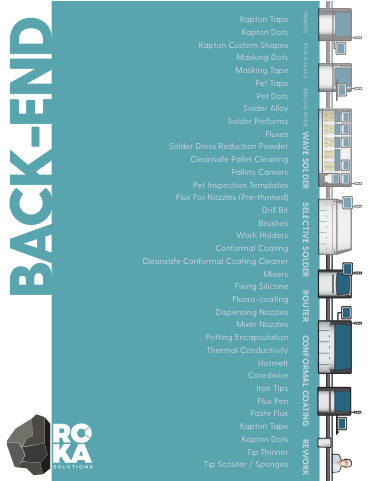 BACK-END
Kapton Tape
Kapton Dots
Kapton Custom Shapes
Masking Dots
Masking Tape
Pet Tape
Pet Dots
Solder Alloy
Solder Preforms
Fluxes
Solder Dross Reduction Powder
Cleansafe Pallet Cleaning
Pallets Carriers
Pet Inspection Templates
Flux For Nozzles (Pre-thinned)
Drill Bit
Brushes
Work Holders
Conformal Coating
Cleansafe Conformal Coating Cleaner
Mixers
Fixing Silicone
Fluoro-coating
Dispensing Nozzles
Mixer Nozzles
Potting Encapsulation
Thermal Conductivity
Hotmelt
Coredwire
Iron Tips
Flux Pen
Paste Flux
Kapton Tape
Kapton Dots
Tip Thinner
Tip Scouter / Sponges
PRINTER
PICK & PLACE
REFLOW OVEN
WAVE SOLDER
SELECTIVE SOLDER
ROUTER
CONFORMAL COATING
REWORK
ROKA
SOLUTIONS